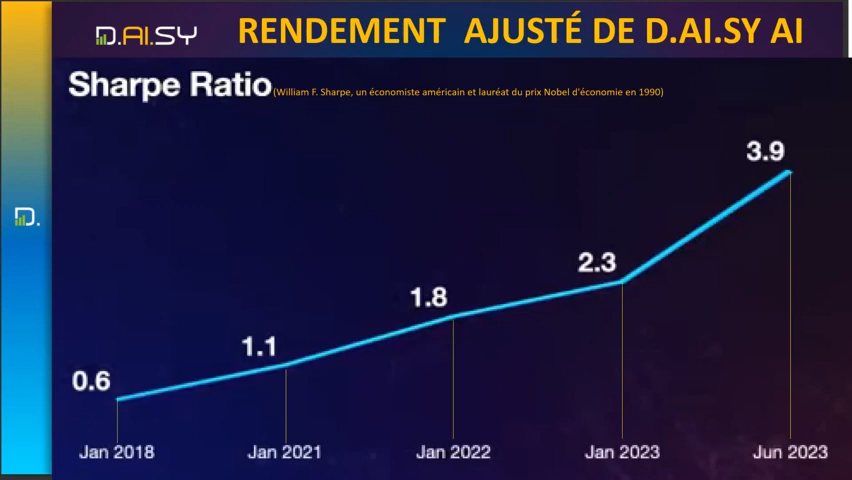 D.AI.SY
RENDEMENT AJUSTÉ DE D.AI.SY AI
Sharpe Ratio (William F. Sharpe, un économiste américain et lauréat du prix Nobel d'économie en 1990)
3.9
2.3
1.8
1.1
0.6
D.
Jan 2018 Jan 2021 Jan 2022 Jan 2023 Jun 2023